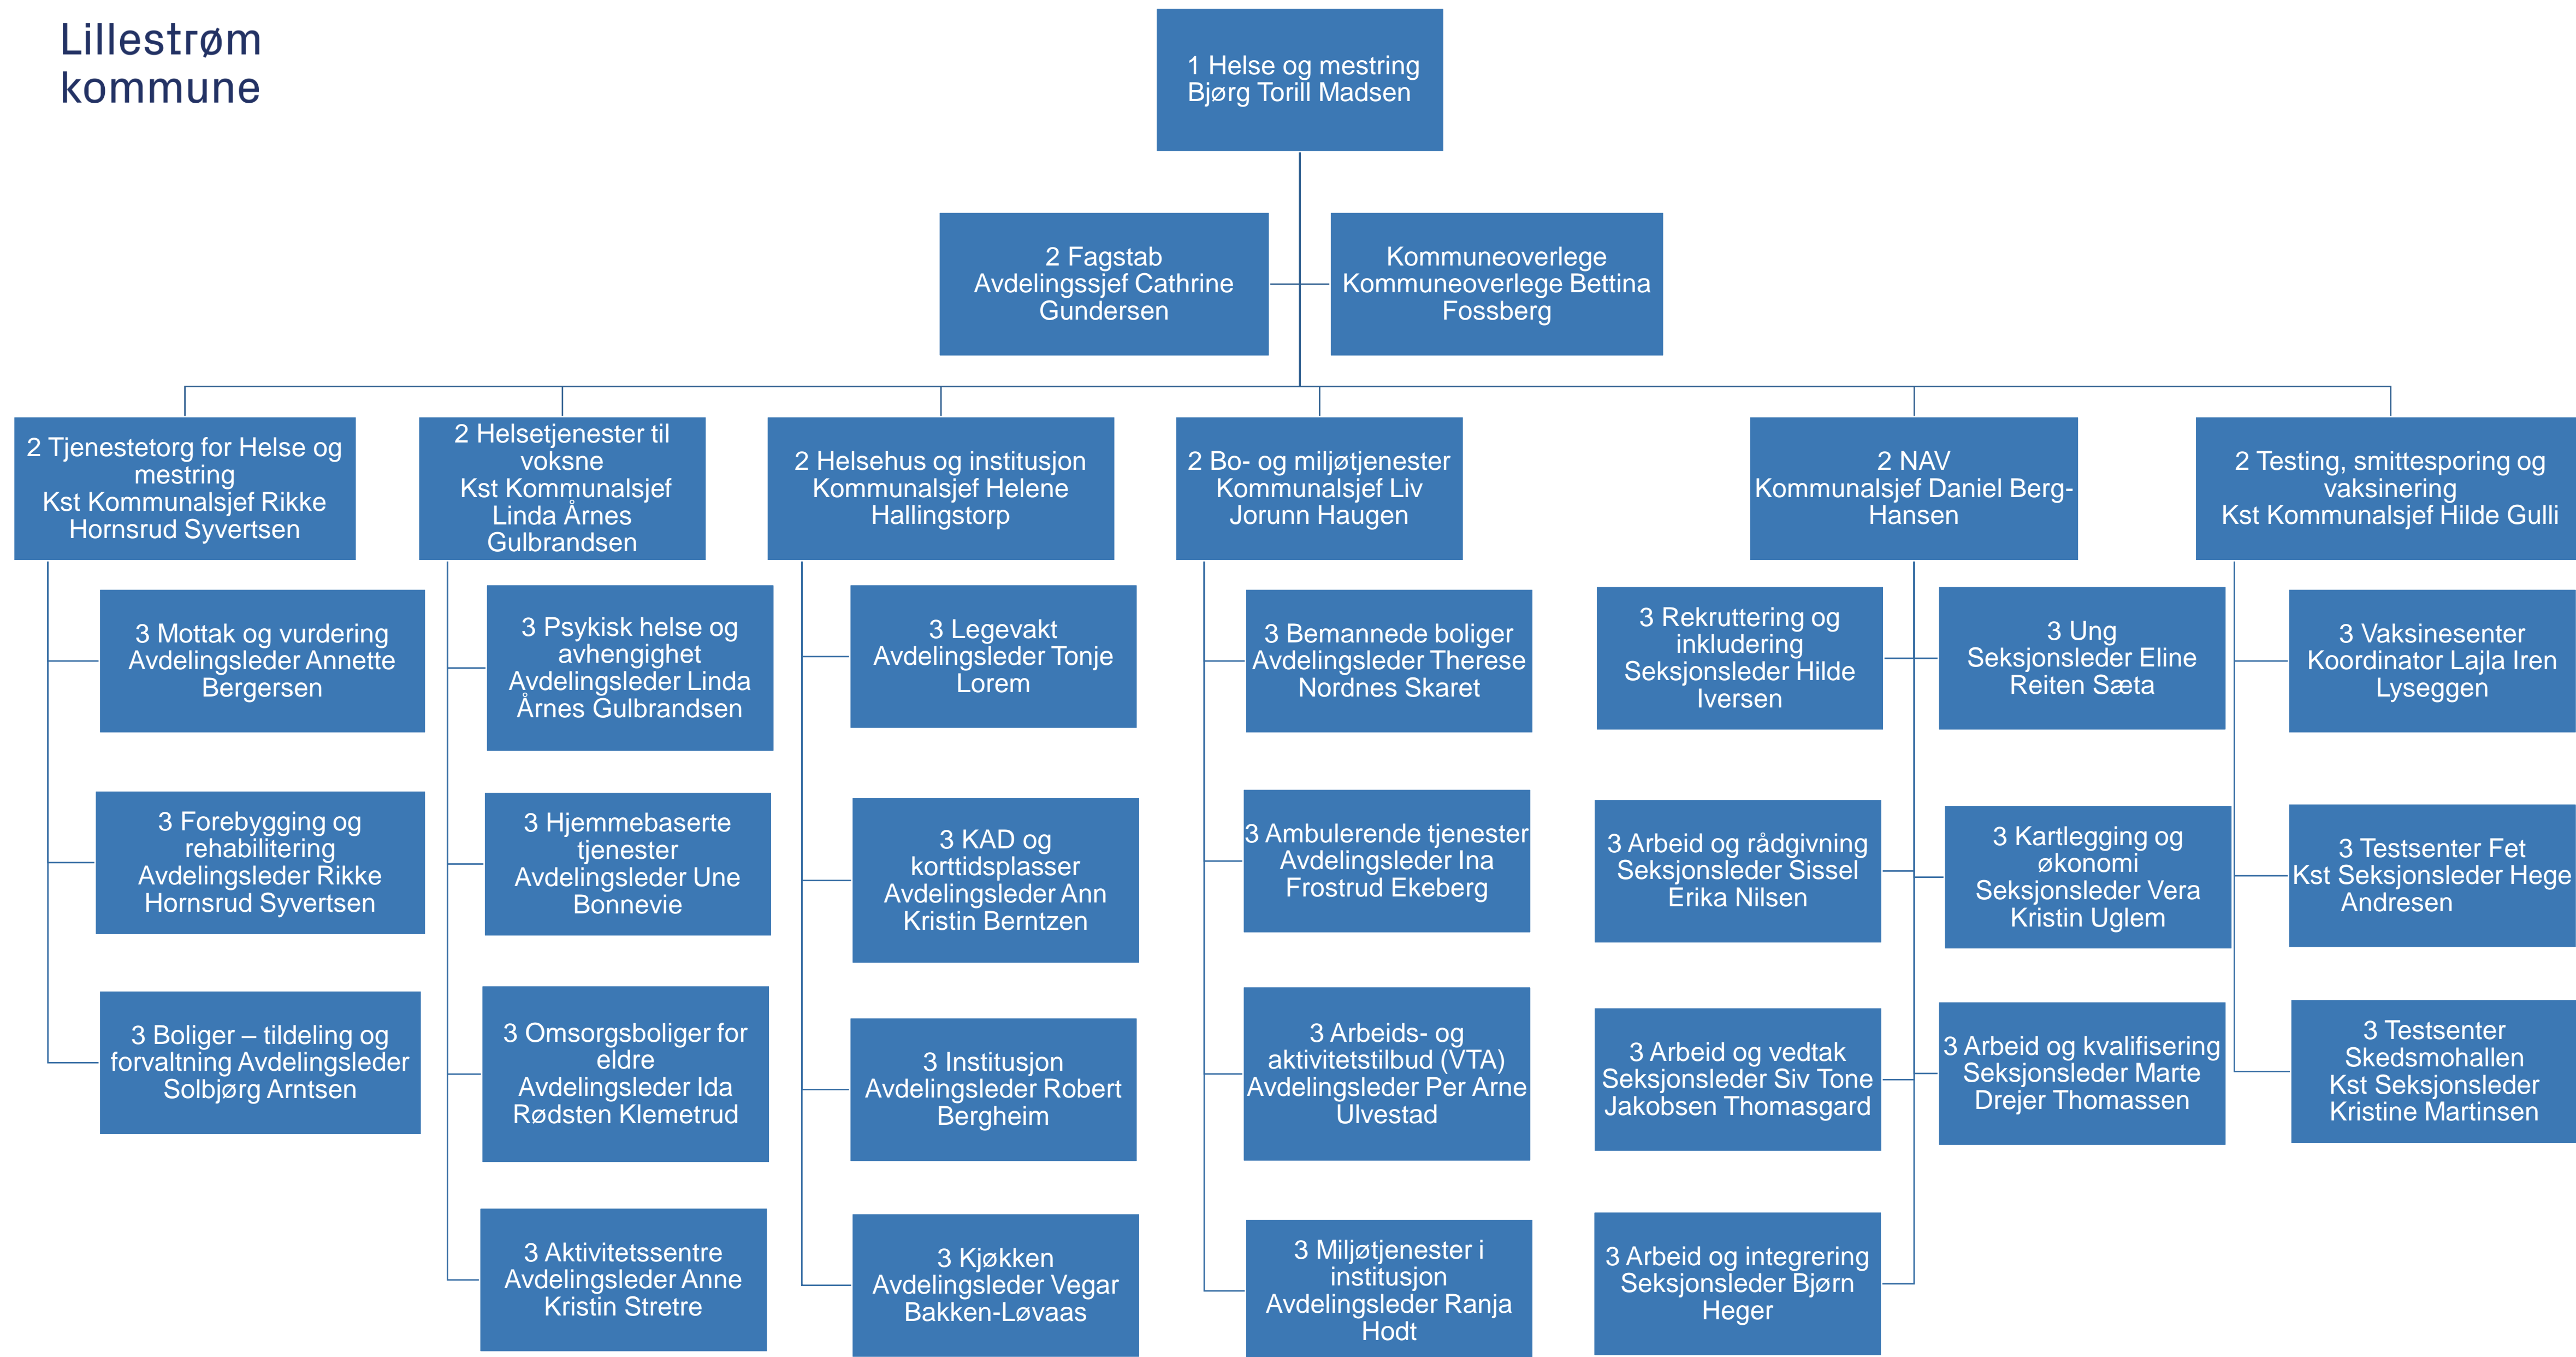 Lillestrøm
kommune
1 Helse og mestring
Bjørg Torill Madsen
2 Fagstab
Avdelingssjef Cathrine
Gundersen
Kommuneoverlege
Kommuneoverlege Bettina
Fossberg
2 Tjenestetorg for Helse og
mestring
Kst Kommunalsjef Rikke
Hornsrud Syvertsen
2 Helsetjenester til
voksne
Kst Kommunalsjef
Linda Årnes
Gulbrandsen
2 Helsehus og institusjon
Kommunalsjef Helene
Hallingstorp
2 Bo- og miljøtjenester
Kommunalsjef Liv
Jorunn Haugen
2 NAV
Kommunalsjef Daniel Berg-
Hansen
2 Testing, smittesporing og
vaksinering
Kst Kommunalsjef Hilde Gulli
3 Mottak og vurdering
Avdelingsleder Annette
Bergersen
3 Forebygging og
rehabilitering
Avdelingsleder Rikke
Hornsrud Syvertsen
3 Boliger – tildeling og
forvaltning Avdelingsleder
Solbjørg Arntsen
3 Psykisk helse og
avhengighet
Avdelingsleder Linda
Årnes Gulbrandsen
3 Hjemmebaserte
tjenester
Avdelingsleder Une
Bonnevie
3 Omsorgsboliger for
eldre
Avdelingsleder Ida
Rødsten Klemetrud
3 Aktivitetssentre
Avdelingsleder Anne
Kristin Stretre
3 Legevakt
Avdelingsleder Tonje
Lorem
3 KAD og
korttidsplasser
Avdelingsleder Ann
Kristin Berntzen
3 Institusjon
Avdelingsleder Robert
Bergheim
3 Kjøkken
Avdelingsleder Vegar
Bakken-Løvaas
3 Bemannede boliger
Avdelingsleder Therese
Nordnes Skaret
3 Ambulerende tjenester
Avdelingsleder Ina
Frostrud Ekeberg
3 Arbeids- og
aktivitetstilbud (VTA)
Avdelingsleder Per Arne
Ulvestad
3 Miljøtjenester i
institusjon
Avdelingsleder Ranja
Hodt
3 Rekruttering og
inkludering
Seksjonsleder Hilde
Iversen
3 Ung
Seksjonsleder Eline
Reiten Sæta
3 Arbeid og rådgivning
Seksjonsleder Sissel
Erika Nilsen
3 Kartlegging og
økonomi
Seksjonsleder Vera
Kristin Uglem
3 Arbeid og vedtak
Seksjonsleder Siv Tone
Jakobsen Thomasgard
3 Arbeid og kvalifisering
Seksjonsleder Marte
Drejer Thomassen
3 Arbeid og integrering
Seksjonsleder Bjørn
Heger
3 Vaksinesenter
Koordinator Lajla Iren
Lyseggen
3 Testsenter Fet
Kst Seksjonsleder Hege
Andresen
3 Testsenter
Skedsmohallen
Kst Seksjonsleder
Kristine Martinsen